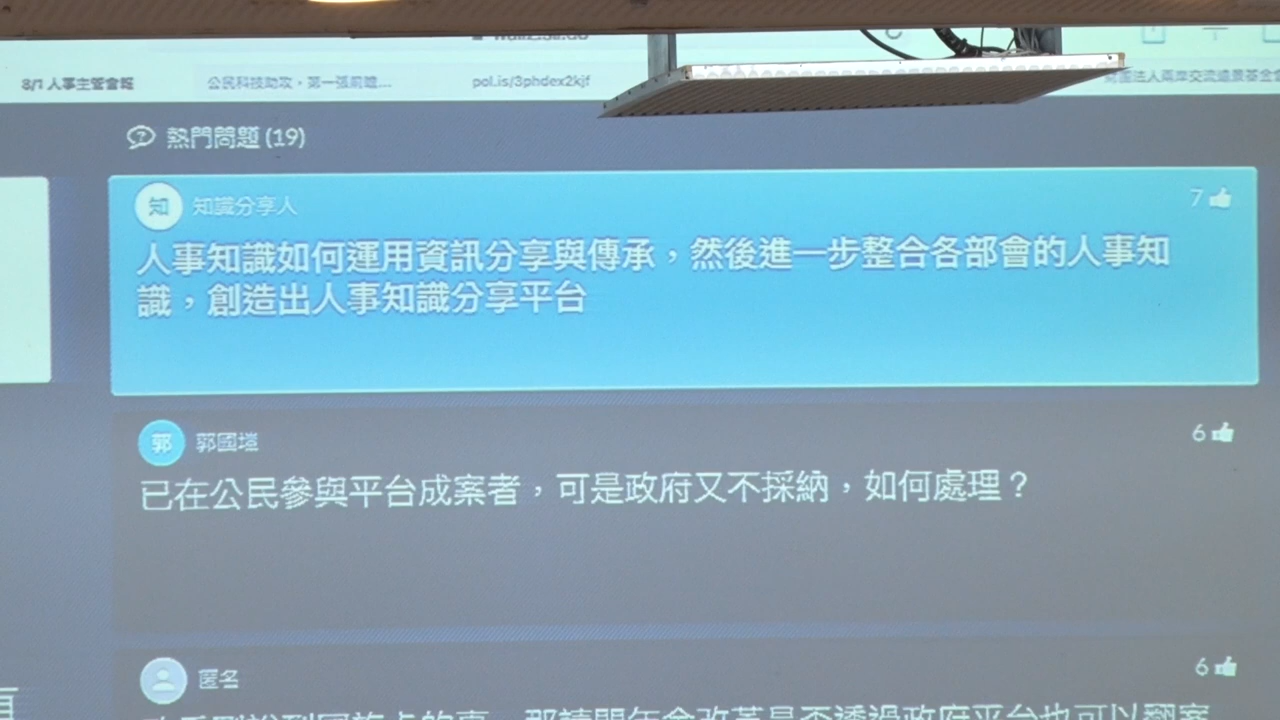 8/1 人事主管會報
公民科技助攻，第一張前瞻...
pol.is/3phdex2kjf
熱門問題 (19)
知 知識分享人
7
人事知識如何運用資訊分享與傳承，然後進一步整合各部會的人事知
識，創造出人事知識分享平台
郭 郭國塏
6
已在公民參與平台成案者，可是政府又不採納，如何處理？
匿名
6